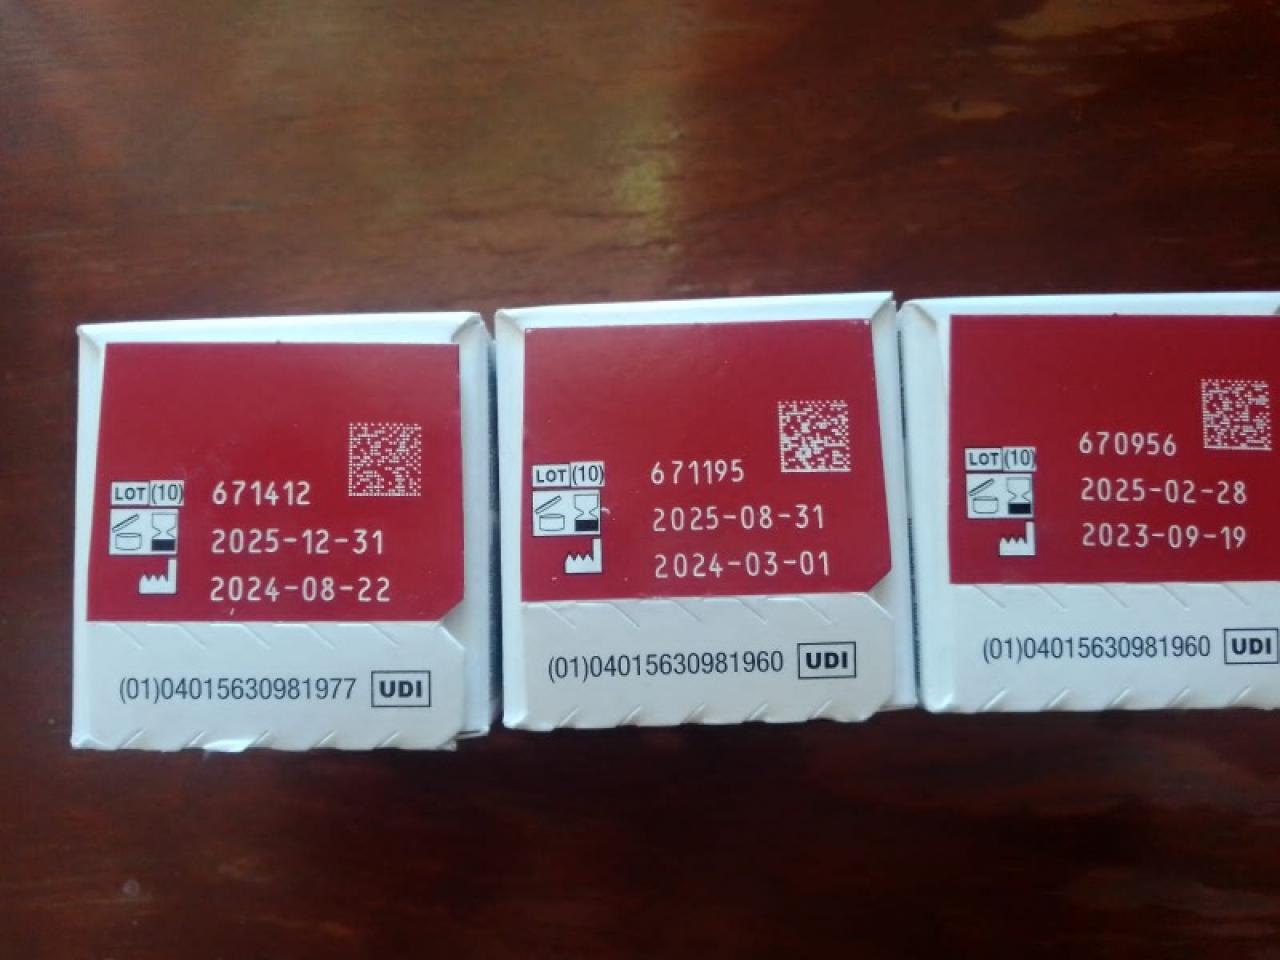 LOT (10) 671412
2025-12-31
2024-08-22
(01)04015630981977 UDI
LOT (10) 671195
2025-08-31
2024-03-01
(01)04015630981960 UDI
LOT (10) 670956
2025-02-28
2023-09-19
(01)04015630981960 UDI